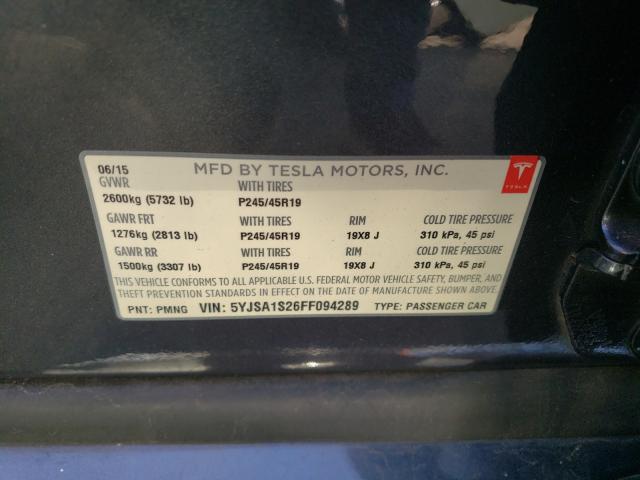 06/15 MFD BY TESLA MOTORS, INC.
GVWR WITH TIRES
2600kg (5732 lb) P245/45R19
TESLA
GAWR FRT WITH TIRES RIM COLD TIRE PRESSURE
1276kg (2813 lb) P245/45R19 19X8 J 310 kPa, 45 psi
GAWR RR WITH TIRES RIM COLD TIRE PRESSURE
1500kg (3307 lb) P245/45R19 19X8 J 310 kPa, 45 psi
THIS VEHICLE CONFORMS TO ALL APPLICABLE U.S. FEDERAL MOTOR VEHICLE SAFETY, BUMPER, AND
THEFT PREVENTION STANDARDS IN EFFECT ON THE DATE OF MANUFACTURE SHOWN ABOVE.
PNT: PMNG VIN: 5YJSA1S26FF094289 TYPE: PASSENGER CAR